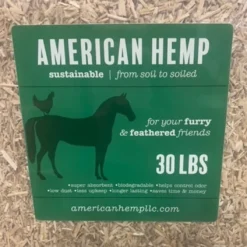 AMERICAN HEMP
sustainable | from soil to soiled
for your furry
& feathered friends
30 LBS
•super absorbent •biodegradable •helps control odor
•low dust •less upkeep •longer lasting •saves time & money
americanhempllc.com